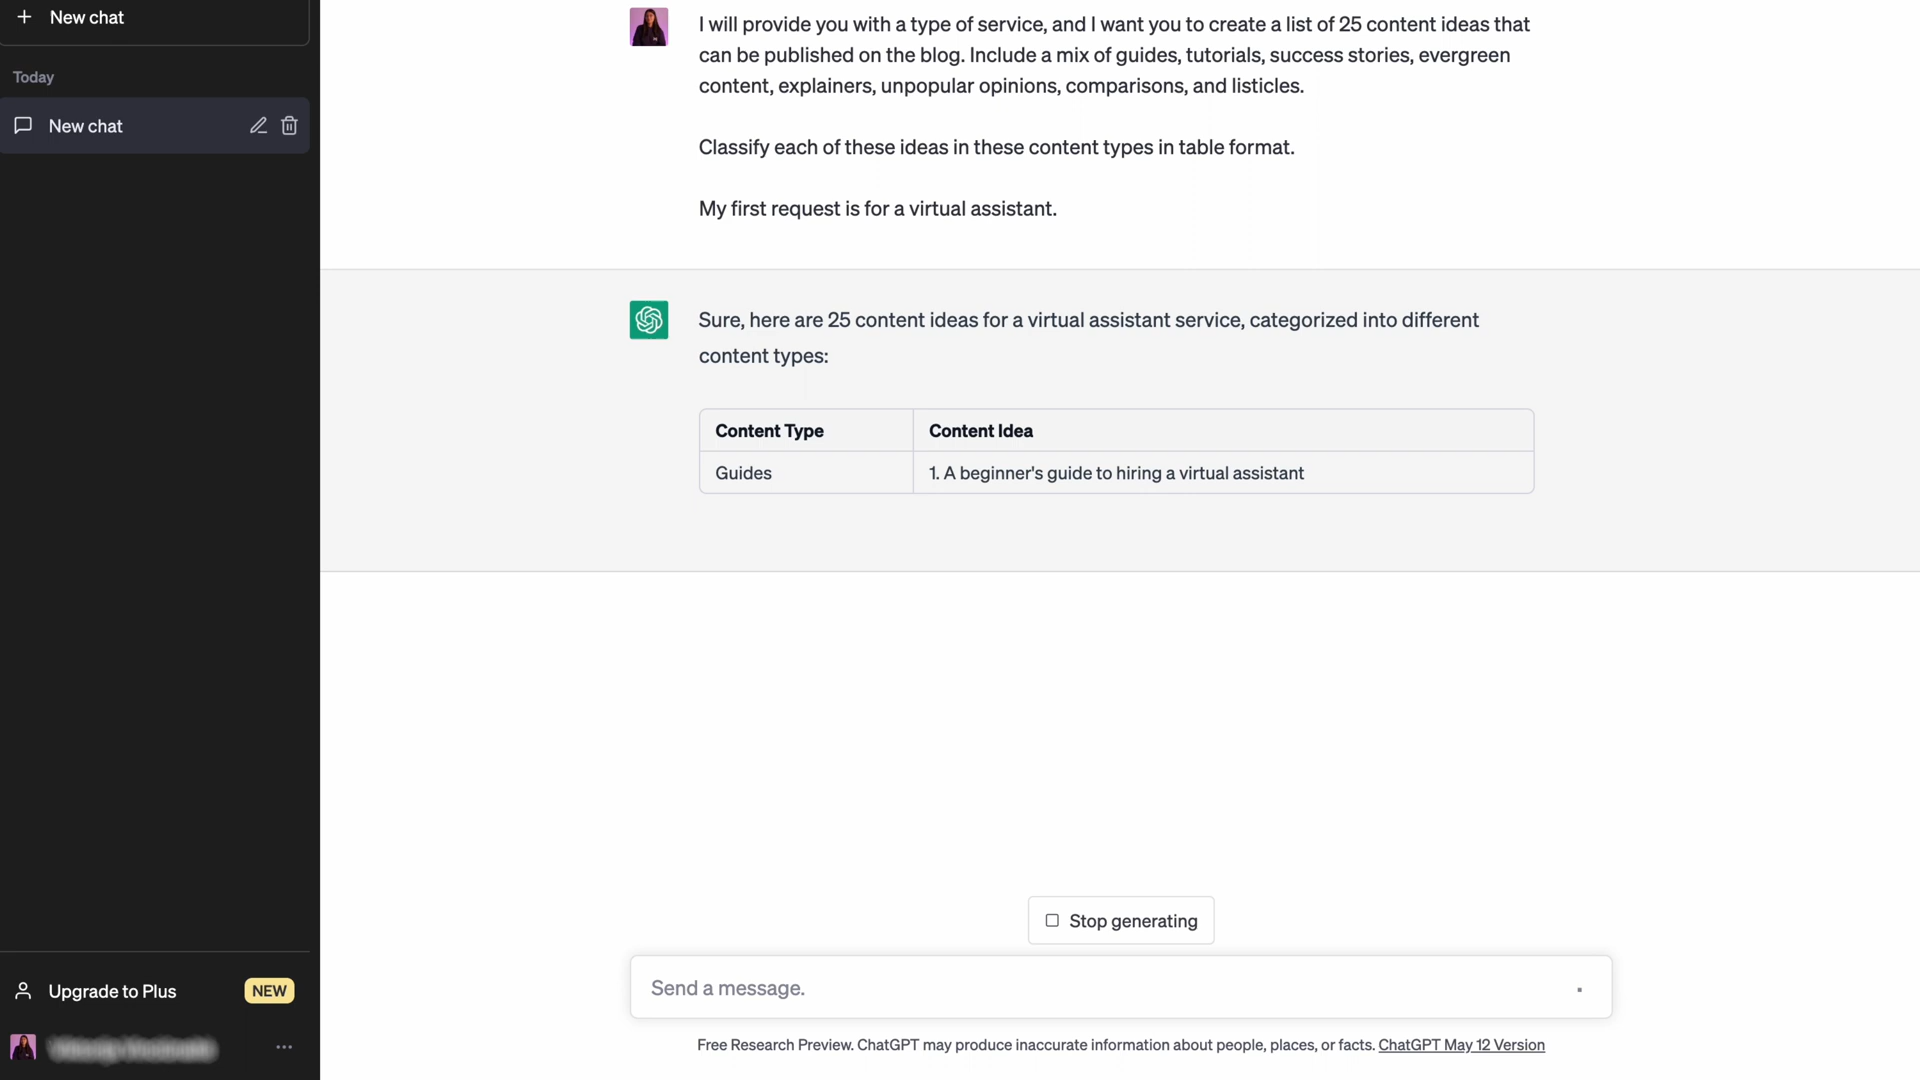 New chat
Today
New chat
I will provide you with a type of service, and I want you to create a list of 25 content ideas that
can be published on the blog. Include a mix of guides, tutorials, success stories, evergreen
content, explainers, unpopular opinions, comparisons, and listicles.
Classify each of these ideas in these content types in table format.
My first request is for a virtual assistant.
Sure, here are 25 content ideas for a virtual assistant service, categorized into different
content types:
Content Type Content Idea
Guides 1. A beginner's guide to hiring a virtual assistant
Stop generating
Send a message.
Free Research Preview. ChatGPT may produce inaccurate information about people, places, or facts. ChatGPT May 12 Version
Upgrade to Plus NEW